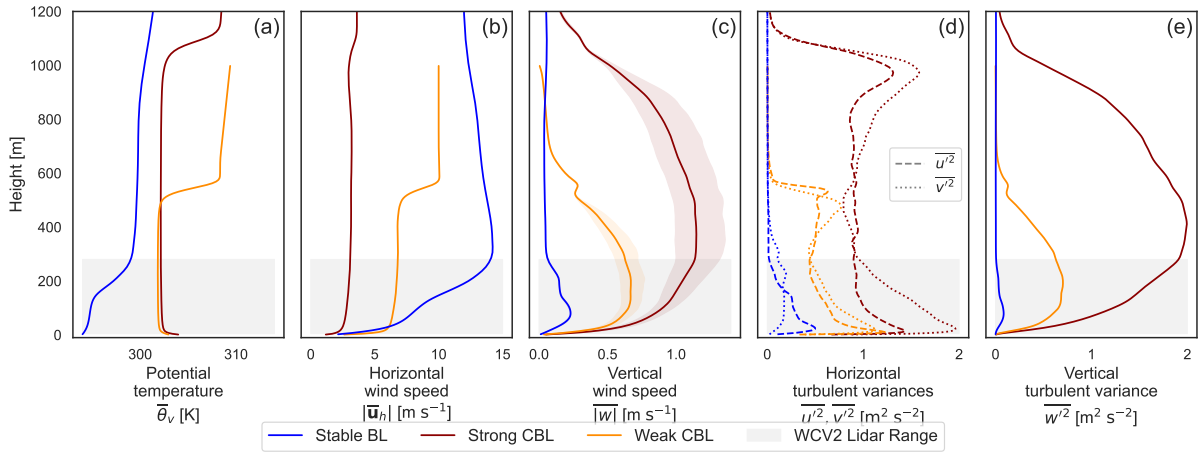 (a) (b) (c) (d) (e)
1200
1000
800
600
400
200
0
Height [m]
300 310
0 5 10 15
0.0 0.5 1.0
0 1 2
0 1 2
Potential
temperature
θ̅ᵥ [K]
Horizontal
wind speed
|𝐮̅ₕ| [m s⁻¹]
Vertical
wind speed
|w|̅ [m s⁻¹]
Horizontal
turbulent variances
u′²̅, v′²̅ [m² s⁻²]
Vertical
turbulent variance
w′²̅ [m² s⁻²]
u′²̅
v′²̅
Stable BL Strong CBL Weak CBL WCV2 Lidar Range